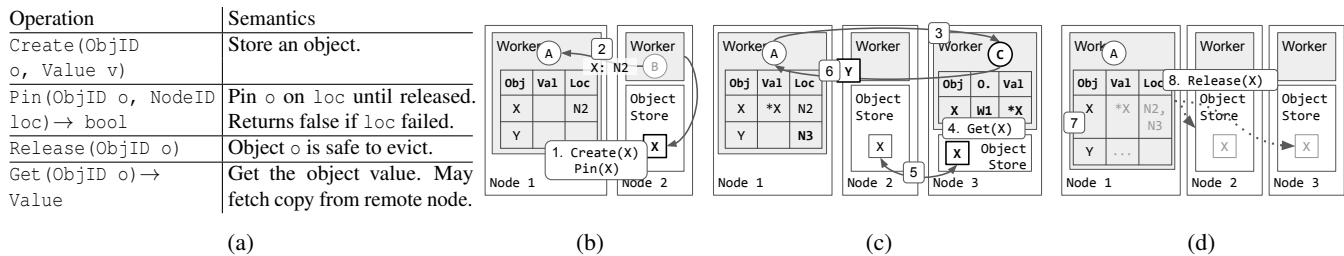 Operation Semantics
Create(ObjID Store an object.
o, Value v)
Pin(ObjID o, NodeID Pin o on loc until released.
loc)→ bool Returns false if loc failed.
Release(ObjID o) Object o is safe to evict.
Get(ObjID o)→ Get the object value. May
Value fetch copy from remote node.
(a)
Worker
A
2
X: N2
Worker
B
Obj Val Loc
X N2
Y
Object
Store
X
1. Create(X)
Pin(X)
Node 1
Node 2
(b)
Worker
A
3
6
Y
Worker
Worker
C
Obj Val Loc
X *X N2
Y N3
Object
Store
X
Obj O. Val
X W1 *X
4. Get(X)
X Object
Store
5
Node 1
Node 2
Node 3
(c)
Worker
A
Worker
Worker
8. Release(X)
Obj Val Loc
X *X N2,
N3
7
Y ...
Object
Store
X
Object
Store
X
Node 1
Node 2
Node 3
(d)